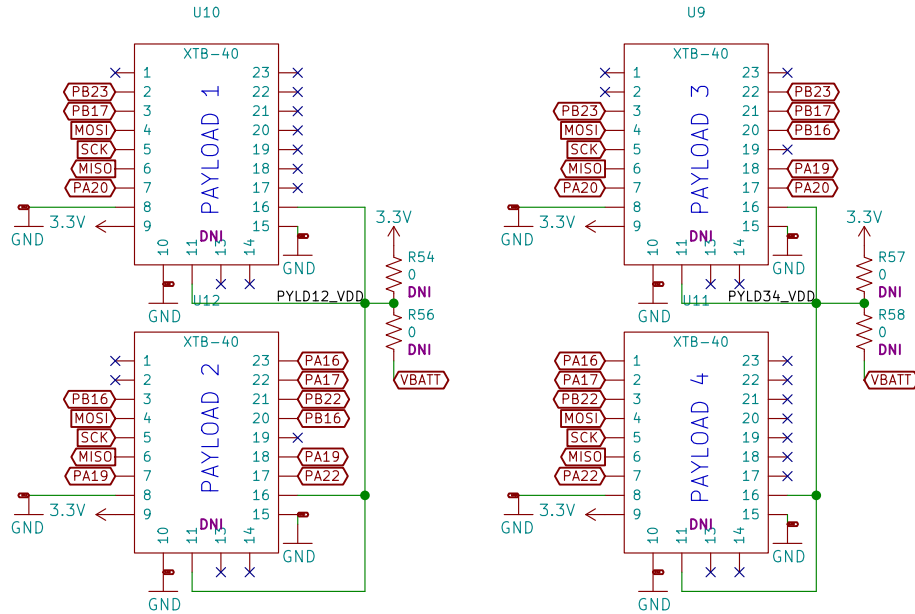 U10
XTB-40
PAYLOAD 1
DNI
1
2
3
4
5
6
7
8
9
10
11
13
14
23
22
21
20
19
18
17
16
15
PB23
PB17
MOSI
SCK
MISO
PA20
GND
3.3V
GND
GND
3.3V
R54
0
DNI
PYLD12_VDD
R56
0
DNI
VBATT
U12
XTB-40
PAYLOAD 2
DNI
1
2
3
4
5
6
7
8
9
10
11
13
14
23
22
21
20
19
18
17
16
15
PB16
MOSI
SCK
MISO
PA19
GND
3.3V
PA16
PA17
PB22
PB16
PA19
PA22
GND
GND
U9
XTB-40
PAYLOAD 3
DNI
1
2
3
4
5
6
7
8
9
10
11
13
14
23
22
21
20
19
18
17
16
15
PB23
MOSI
SCK
MISO
PA20
GND
3.3V
PB23
PB17
PB16
PA19
PA20
GND
GND
3.3V
R57
0
DNI
PYLD34_VDD
R58
0
DNI
VBATT
U11
XTB-40
PAYLOAD 4
DNI
1
2
3
4
5
6
7
8
9
10
11
13
14
23
22
21
20
19
18
17
16
15
PA16
PA17
PB22
MOSI
SCK
MISO
PA22
GND
3.3V
GND
GND